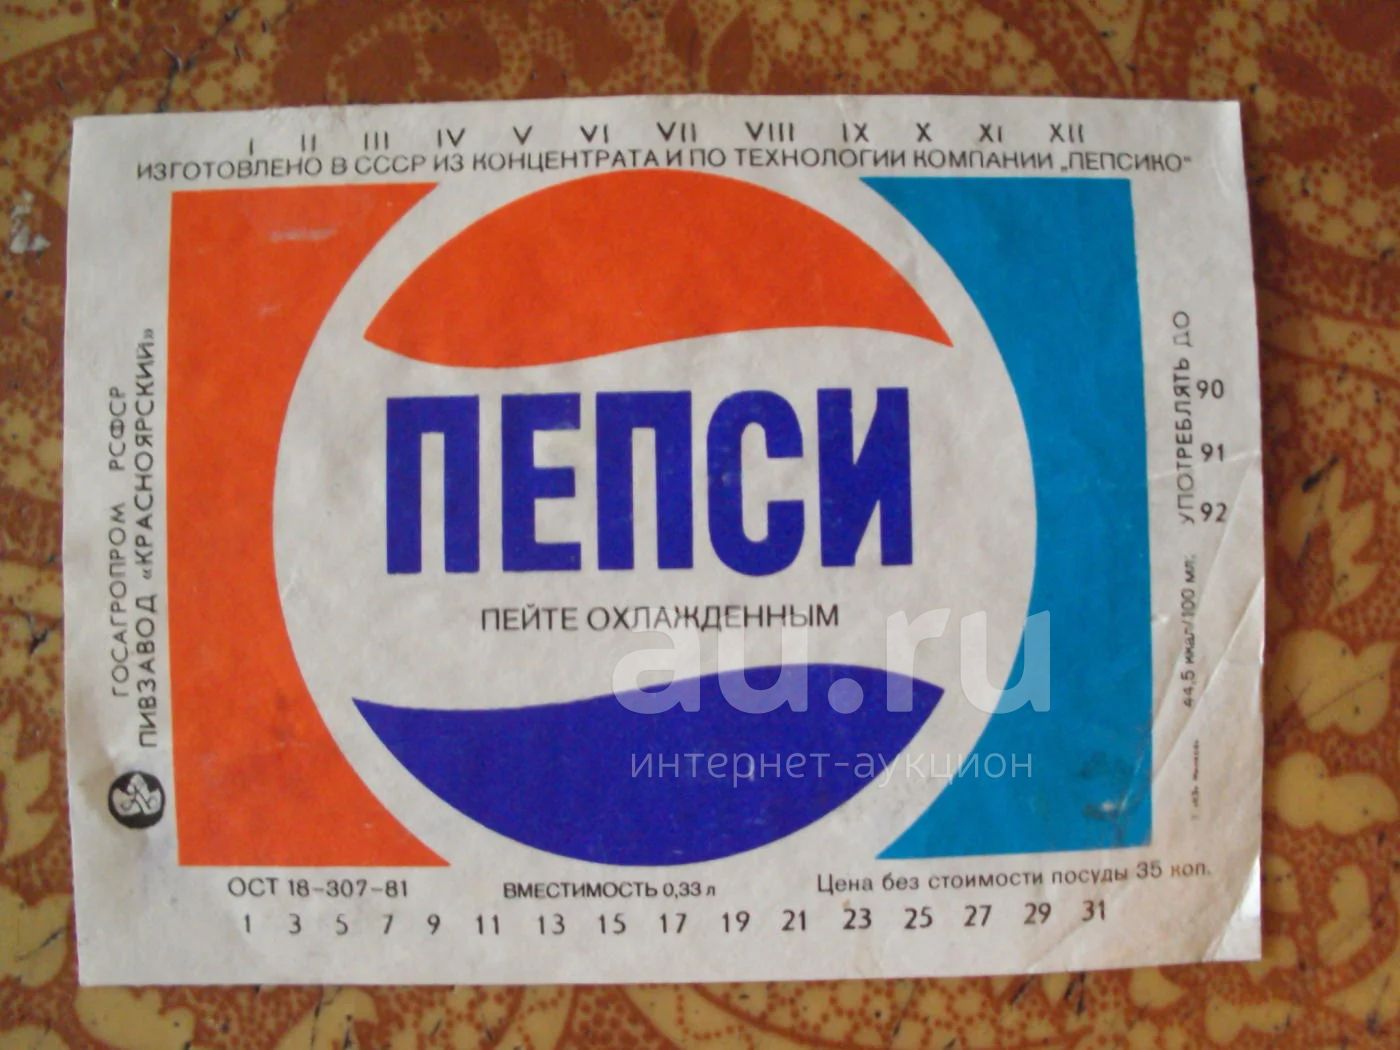 I II III IV V VI VII VIII IX X XI XII
ИЗГОТОВЛЕНО В СССР ИЗ КОНЦЕНТРАТА И ПО ТЕХНОЛОГИИ КОМПАНИИ „ПЕПСИКО"
ГОСАГРОПРОМ РСФСР
ПИВЗАВОД «КРАСНОЯРСКИЙ»
ПЕПСИ
ПЕЙТЕ ОХЛАЖДЕННЫМ
УПОТРЕБЛЯТЬ ДО
90
91
92
44,5 ккал/100 мл.
au.ru
интернет-аукцион
ОСТ 18-307-81
ВМЕСТИМОСТЬ 0,33 л
Цена без стоимости посуды 35 коп.
1 3 5 7 9 11 13 15 17 19 21 23 25 27 29 31